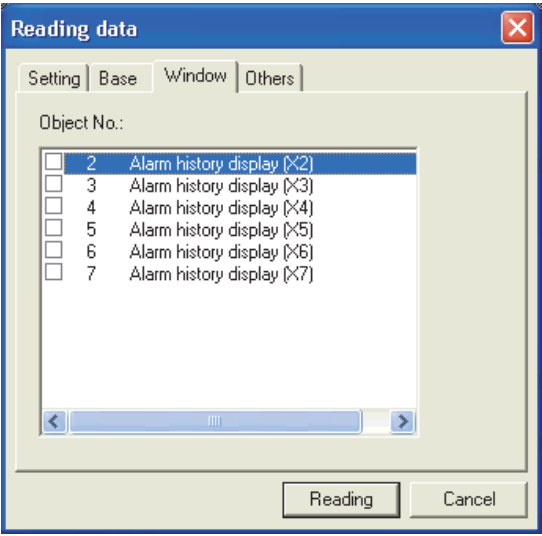 Reading data
Setting Base Window Others
Object No.:
2 Alarm history display (X2)
3 Alarm history display (X3)
4 Alarm history display (X4)
5 Alarm history display (X5)
6 Alarm history display (X6)
7 Alarm history display (X7)
Reading Cancel